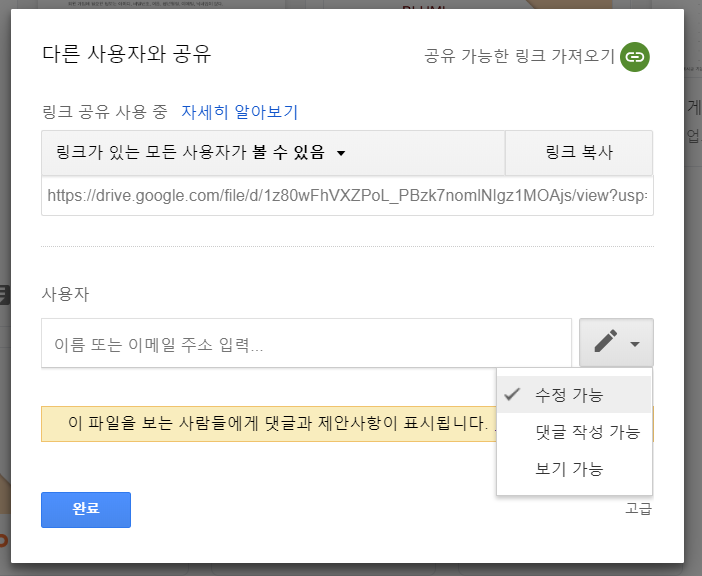 다른 사용자와 공유
공유 가능한 링크 가져오기
링크 공유 사용 중 자세히 알아보기
링크가 있는 모든 사용자가 볼 수 있음
링크 복사
https://drive.google.com/file/d/1z80wFhVXZPoL_PBzk7nomlNlgz1MOAjs/view?usp=
사용자
이름 또는 이메일 주소 입력...
수정 가능
이 파일을 보는 사람들에게 댓글과 제안사항이 표시됩니다.
댓글 작성 가능
보기 가능
완료
고급
게
업